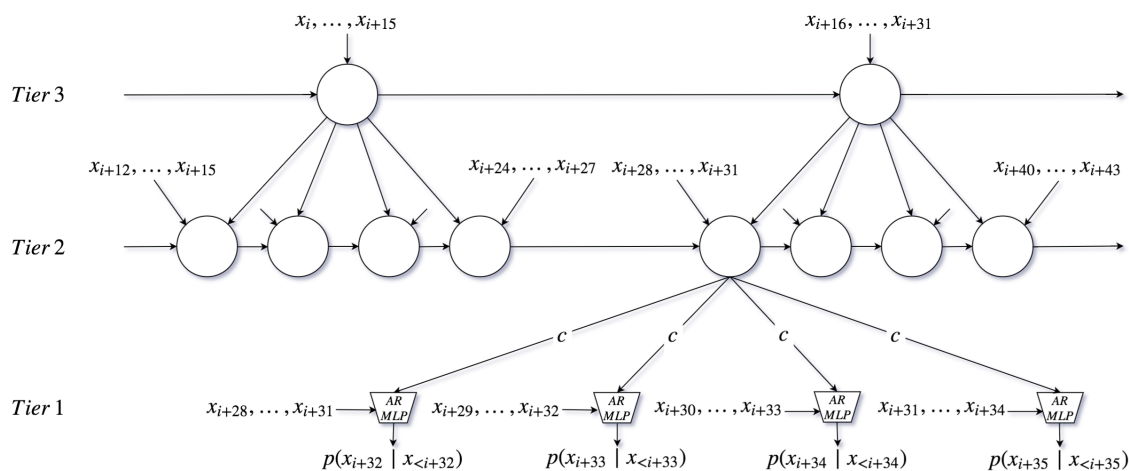 x_i, … , x_{i+15} x_{i+16}, … , x_{i+31}
Tier 3
x_{i+12}, … , x_{i+15} x_{i+24}, … , x_{i+27} x_{i+28}, … , x_{i+31} x_{i+40}, … , x_{i+43}
Tier 2
c c c c
Tier 1
x_{i+28}, … , x_{i+31} AR MLP x_{i+29}, … , x_{i+32} AR MLP x_{i+30}, … , x_{i+33} AR MLP x_{i+31}, … , x_{i+34} AR MLP
p(x_{i+32} | x_{<i+32}) p(x_{i+33} | x_{<i+33}) p(x_{i+34} | x_{<i+34}) p(x_{i+35} | x_{<i+35})